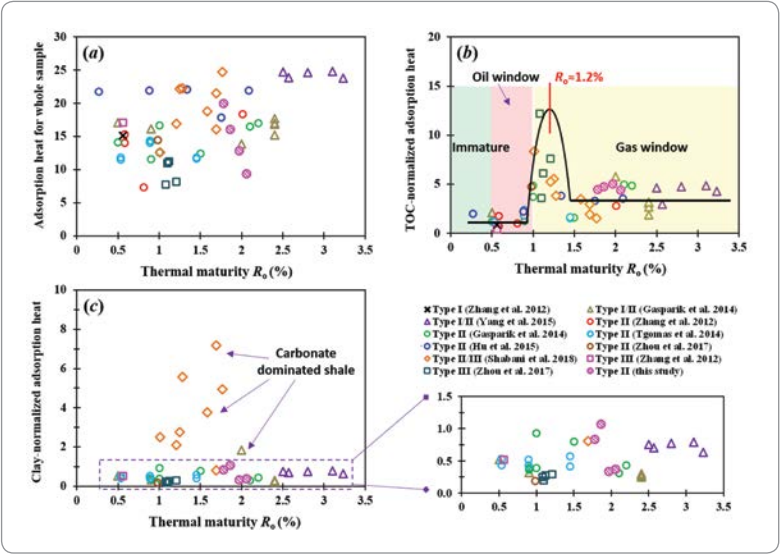 (a)
30
25
20
15
10
5
0
0 0.5 1 1.5 2 2.5 3 3.5
Adsorption heat for whole sample
Thermal maturity Ro (%)
(b)
Ro=1.2%
Oil window
Immature
Gas window
20
15
10
5
0
0 0.5 1 1.5 2 2.5 3 3.5
TOC-normalized adsorption heat
Thermal maturity Ro (%)
(c)
Carbonate
dominated shale
10
8
6
4
2
0
0 0.5 1 1.5 2 2.5 3 3.5
Clay-normalized adsorption heat
Thermal maturity Ro (%)
Type I (Zhang et al. 2012) Type I/II (Gasparik et al. 2014)
Type I/II (Yang et al. 2015) Type II (Zhang et al. 2012)
Type II (Gasparik et al. 2014) Type II (Tgomas et al. 2014)
Type II (Hu et al. 2015) Type II (Zhou et al. 2017)
Type II/III (Shabani et al. 2018) Type III (Zhang et al. 2012)
Type III (Zhou et al. 2017) Type II (this study)
1.5
1.0
0.5
0.0
0 0.5 1 1.5 2 2.5 3 3.5